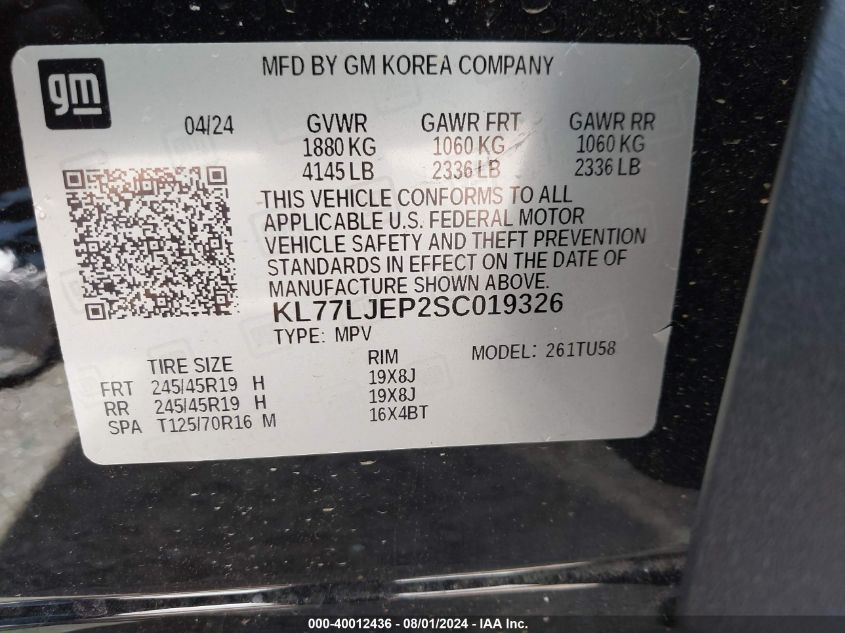 gm
MFD BY GM KOREA COMPANY
04/24 GVWR GAWR FRT GAWR RR
1880 KG 1060 KG 1060 KG
4145 LB 2336 LB 2336 LB
THIS VEHICLE CONFORMS TO ALL
APPLICABLE U.S. FEDERAL MOTOR
VEHICLE SAFETY AND THEFT PREVENTION
STANDARDS IN EFFECT ON THE DATE OF
MANUFACTURE SHOWN ABOVE.
KL77LJEP2SC019326
TYPE: MPV
TIRE SIZE RIM MODEL: 261TU58
FRT 245/45R19 H 19X8J
RR 245/45R19 H 19X8J
SPA T125/70R16 M 16X4BT
000-40012436 - 08/01/2024 - IAA Inc.